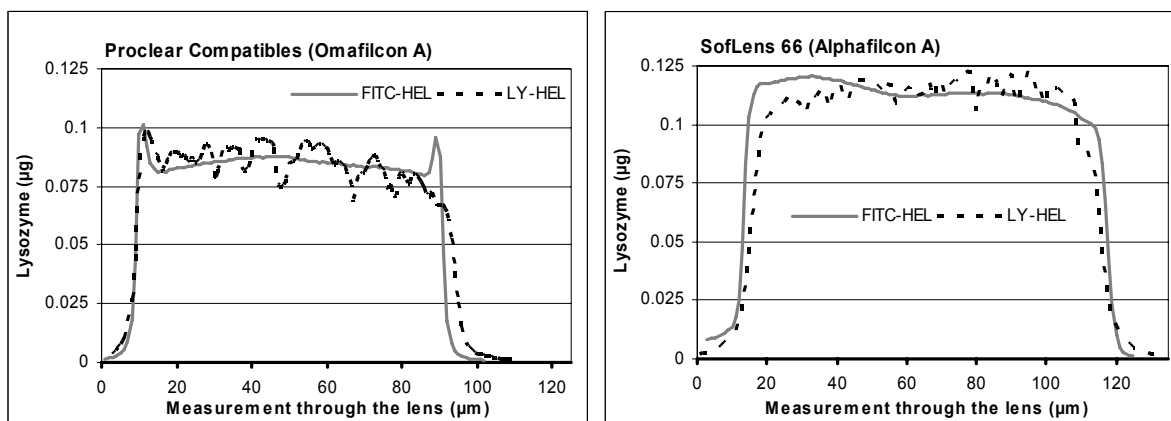 Proclear Compatibles (Omafilcon A)
0.125
0.1
0.075
0.05
0.025
0
Lysozyme (µg)
FITC-HEL LY-HEL
0 20 40 60 80 100 120
Measurement through the lens (µm)
SofLens 66 (Alphafilcon A)
0.125
0.1
0.075
0.05
0.025
0
Lysozyme (µg)
FITC-HEL LY-HEL
0 20 40 60 80 100 120
Measurement through the lens (µm)